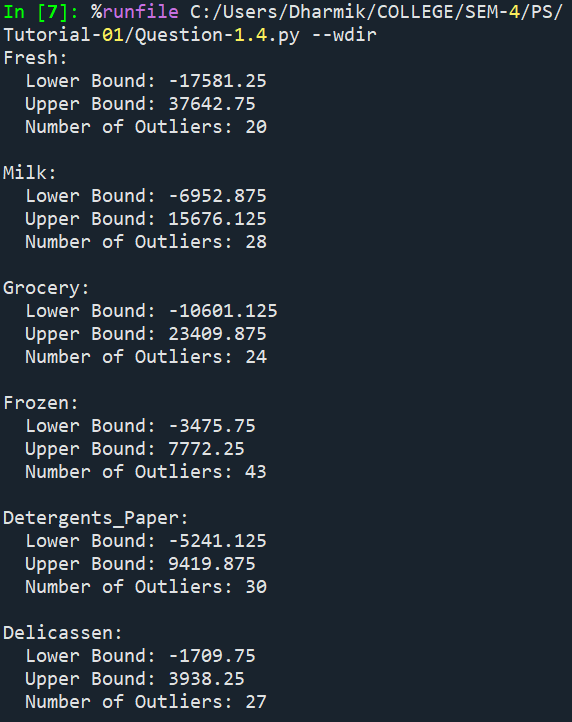 In [7]: %runfile C:/Users/Dharmik/COLLEGE/SEM-4/PS/
Tutorial-01/Question-1.4.py --wdir
Fresh:
  Lower Bound: -17581.25
  Upper Bound: 37642.75
  Number of Outliers: 20

Milk:
  Lower Bound: -6952.875
  Upper Bound: 15676.125
  Number of Outliers: 28

Grocery:
  Lower Bound: -10601.125
  Upper Bound: 23409.875
  Number of Outliers: 24

Frozen:
  Lower Bound: -3475.75
  Upper Bound: 7772.25
  Number of Outliers: 43

Detergents_Paper:
  Lower Bound: -5241.125
  Upper Bound: 9419.875
  Number of Outliers: 30

Delicassen:
  Lower Bound: -1709.75
  Upper Bound: 3938.25
  Number of Outliers: 27